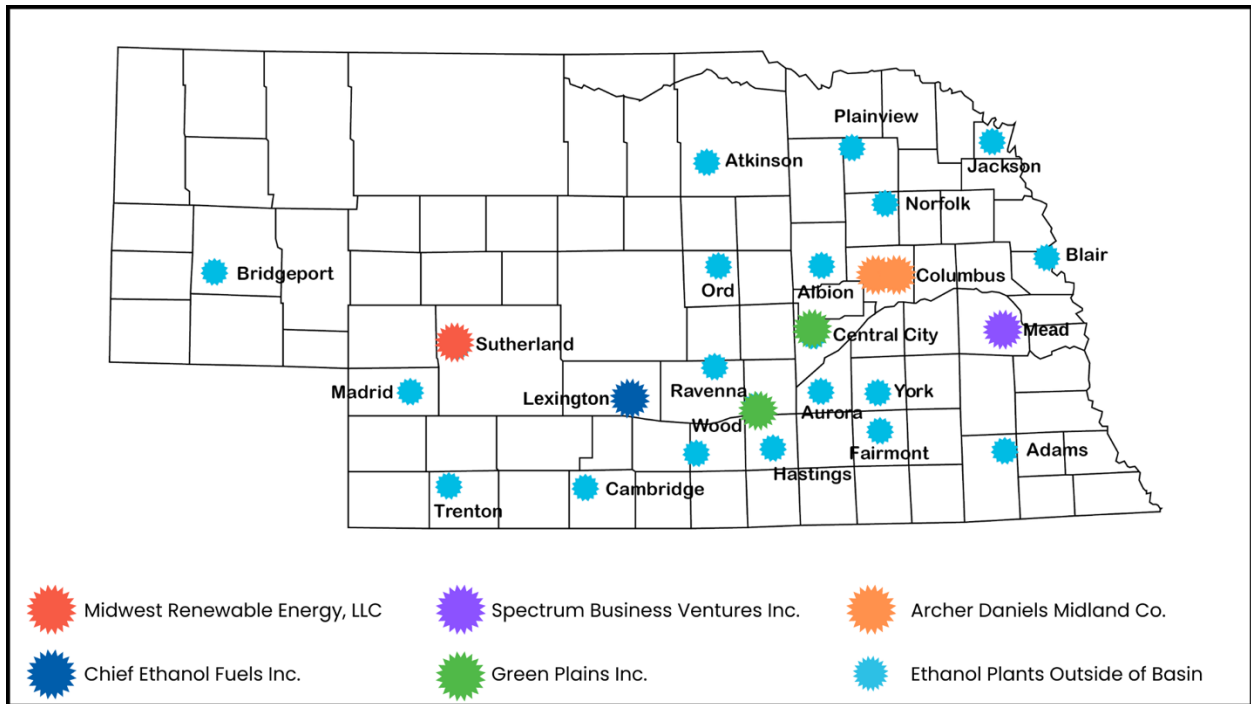 Plainview
Atkinson
Jackson
Norfolk
Blair
Bridgeport
Ord
Albion
Columbus
Sutherland
Central City
Mead
Madrid
Lexington
Ravenna
York
Wood
Aurora
Fairmont
Adams
Hastings
Cambridge
Trenton
Midwest Renewable Energy, LLC
Spectrum Business Ventures Inc.
Archer Daniels Midland Co.
Chief Ethanol Fuels Inc.
Green Plains Inc.
Ethanol Plants Outside of Basin